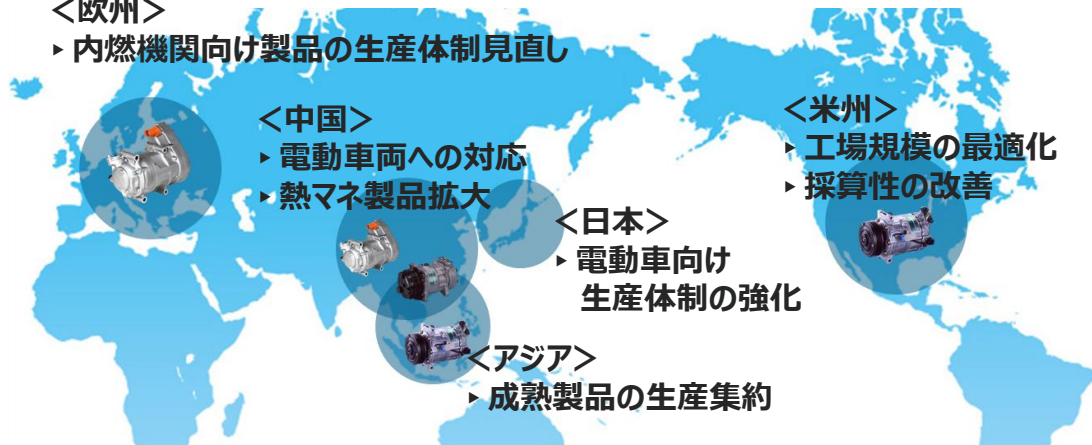 <欧州>
▸ 内燃機関向け製品の生産体制見直し
<中国>
▸ 電動車両への対応
▸ 熱マネ製品拡大
<米州>
▸ 工場規模の最適化
▸ 採算性の改善
<日本>
▸ 電動車向け
生産体制の強化
<アジア>
▸ 成熟製品の生産集約